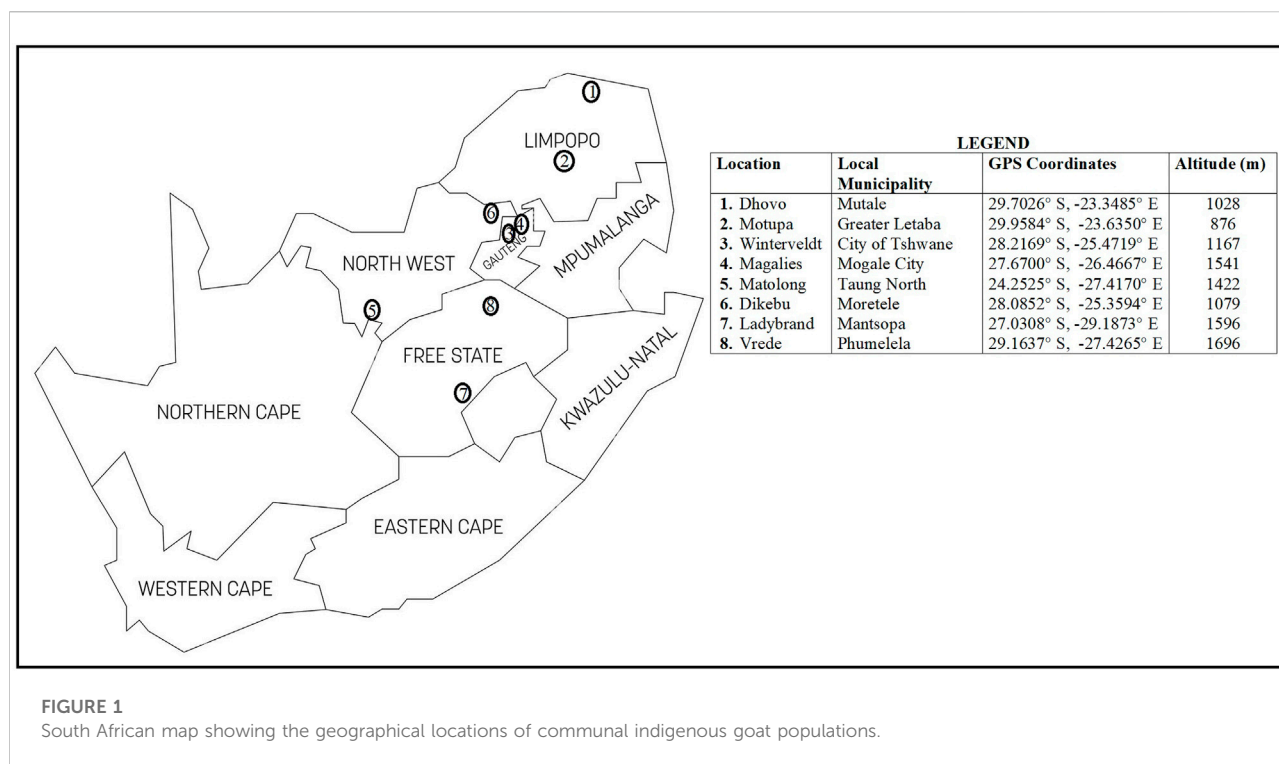 1
LIMPOPO
2
6
4
3
GAUTENG
MPUMALANGA
NORTH WEST
5
8
FREE STATE
7
KWAZULU-NATAL
NORTHERN CAPE
EASTERN CAPE
WESTERN CAPE
LEGEND
Location Local Municipality GPS Coordinates Altitude (m)
1. Dhovo Mutale 29.7026° S, -23.3485° E 1028
2. Motupa Greater Letaba 29.9584° S, -23.6350° E 876
3. Winterveldt City of Tshwane 28.2169° S, -25.4719° E 1167
4. Magalies Mogale City 27.6700° S, -26.4667° E 1541
5. Matolong Taung North 24.2525° S, -27.4170° E 1422
6. Dikebu Moretele 28.0852° S, -25.3594° E 1079
7. Ladybrand Mantsopa 27.0308° S, -29.1873° E 1596
8. Vrede Phumelela 29.1637° S, -27.4265° E 1696
FIGURE 1
South African map showing the geographical locations of communal indigenous goat populations.